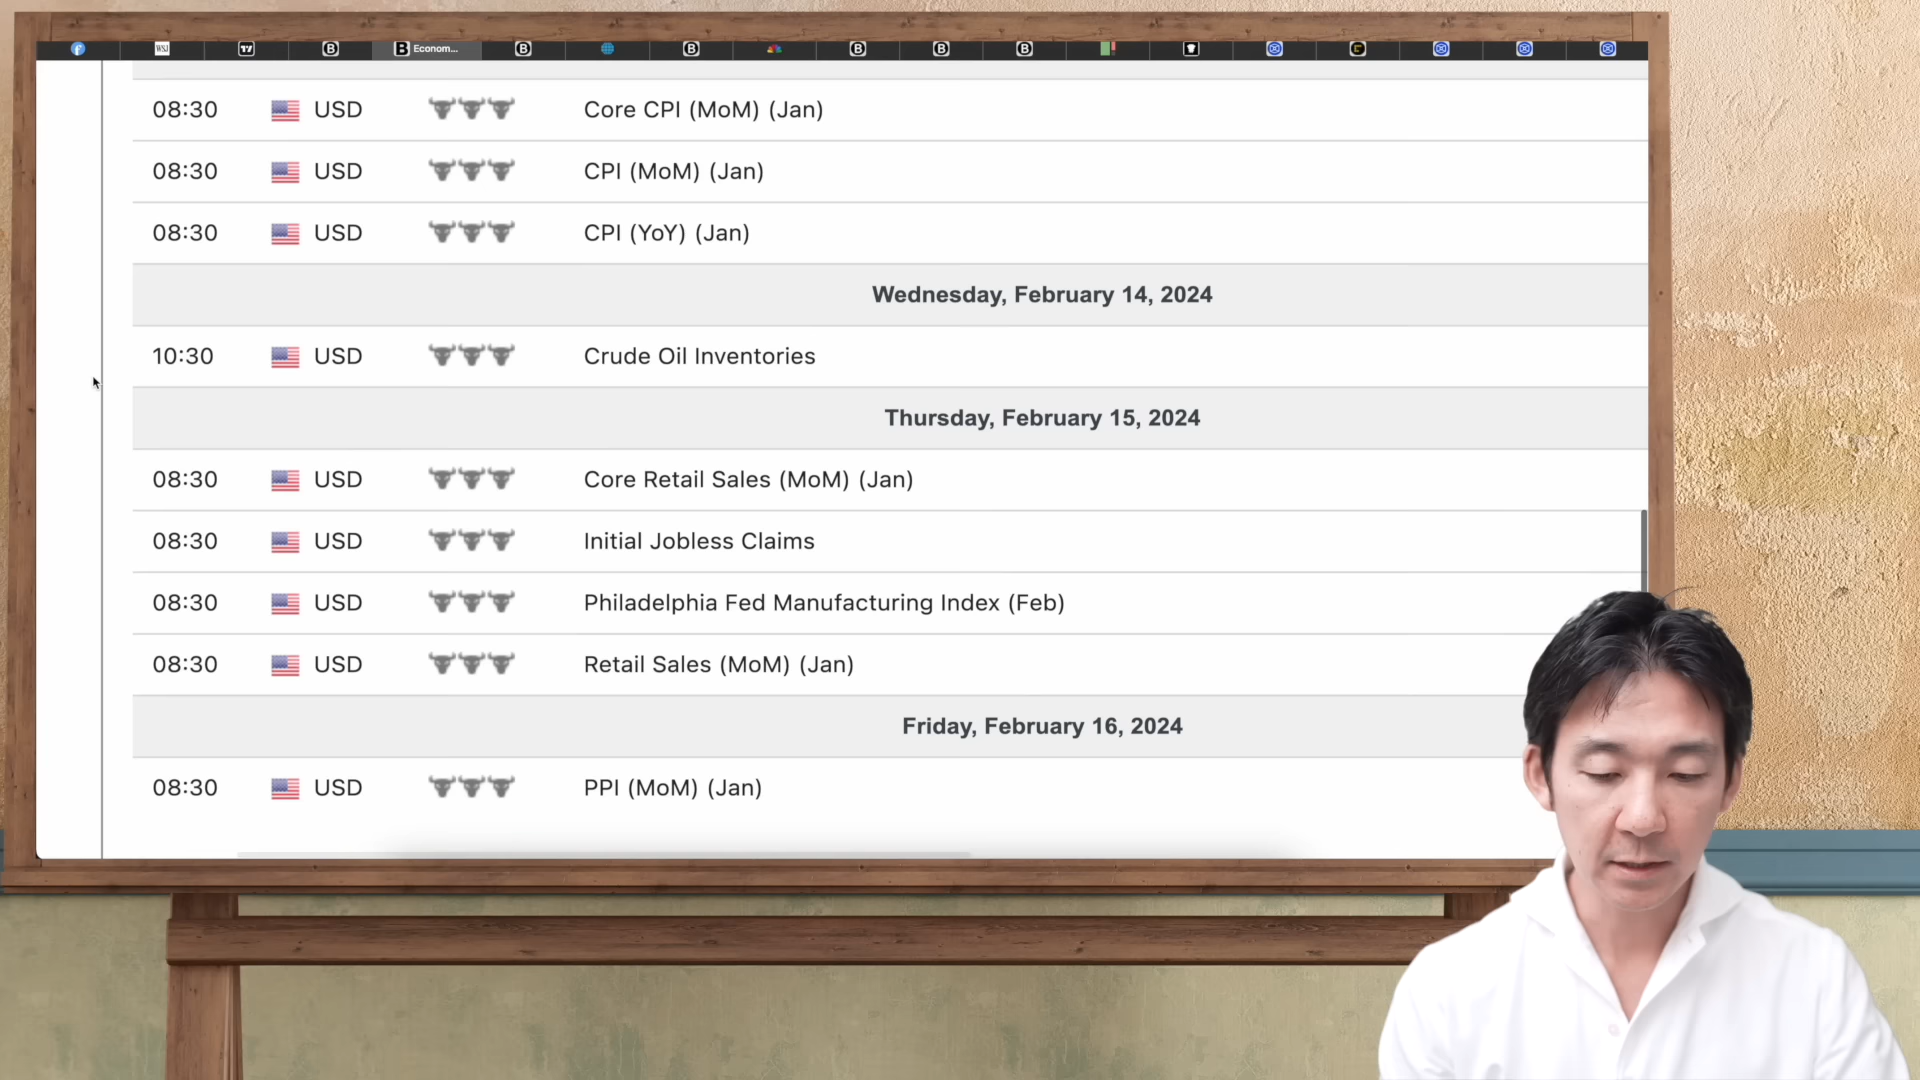 WSJ
TV
B
B Econom...
B
B
B
B
B
08:30 USD Core CPI (MoM) (Jan)
08:30 USD CPI (MoM) (Jan)
08:30 USD CPI (YoY) (Jan)
Wednesday, February 14, 2024
10:30 USD Crude Oil Inventories
Thursday, February 15, 2024
08:30 USD Core Retail Sales (MoM) (Jan)
08:30 USD Initial Jobless Claims
08:30 USD Philadelphia Fed Manufacturing Index (Feb)
08:30 USD Retail Sales (MoM) (Jan)
Friday, February 16, 2024
08:30 USD PPI (MoM) (Jan)